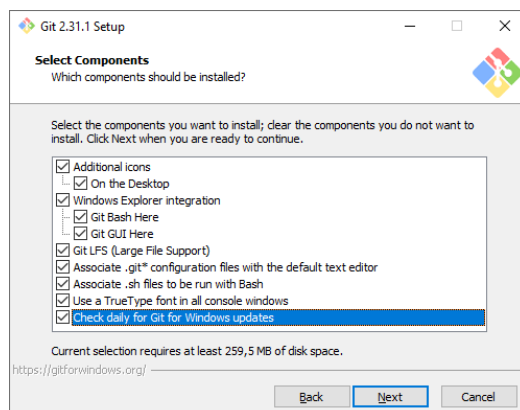 Git 2.31.1 Setup
Select Components
Which components should be installed?
Select the components you want to install; clear the components you do not want to
install. Click Next when you are ready to continue.
Additional icons
On the Desktop
Windows Explorer integration
Git Bash Here
Git GUI Here
Git LFS (Large File Support)
Associate .git* configuration files with the default text editor
Associate .sh files to be run with Bash
Use a TrueType font in all console windows
Check daily for Git for Windows updates
Current selection requires at least 259,5 MB of disk space.
https://gitforwindows.org/
Back Next Cancel